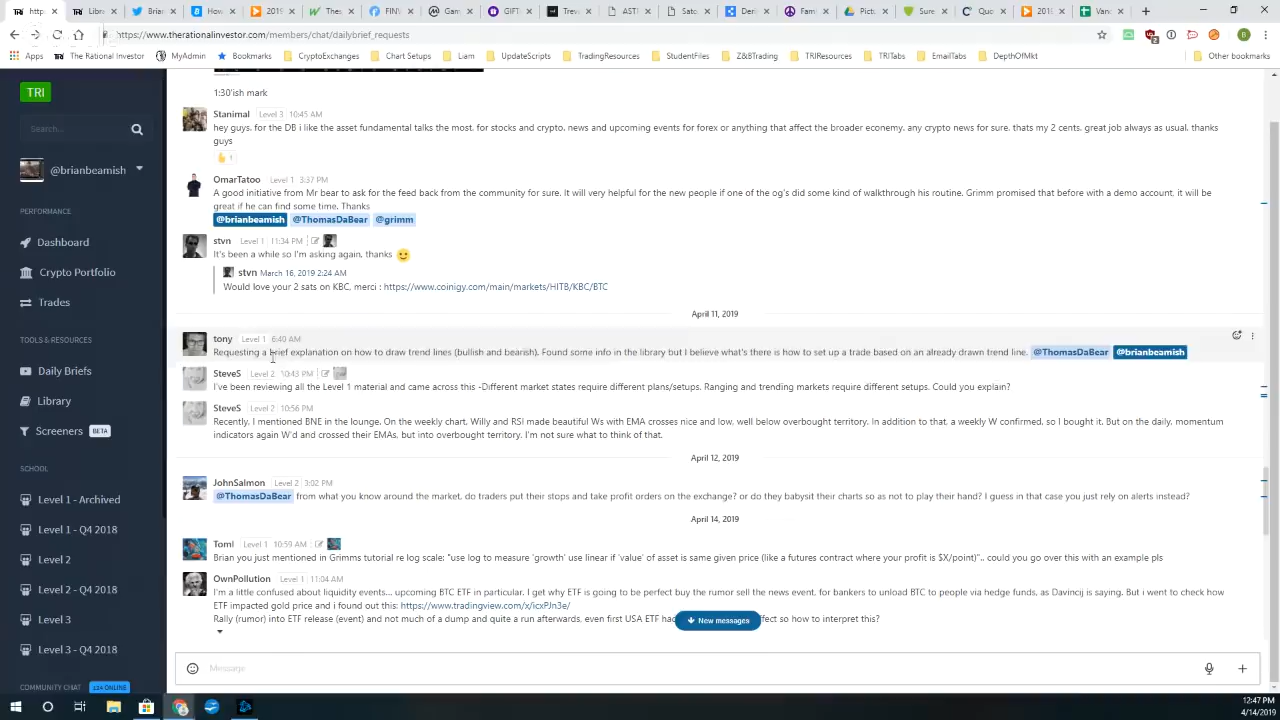 2019
Brian
2019
We
The
FIN\
Gam
GIFT
Trev
AST
Sato
Deri
Fam
Pict
Sure
Quo
2018
Van
https://www.therationalinvestor.com/members/chat/dailybrief_requests
Apps The Rational Investor MyAdmin Bookmarks CryptoExchanges Chart Setups Liam UpdateScripts TradingResources StudentFiles Z&BTrading TRIResources TRITabs EmailTabs DepthOfMkt Other bookmarks
TRI
Search...
@brianbeamish
PERFORMANCE
Dashboard
Crypto Portfolio
Trades
TOOLS & RESOURCES
Daily Briefs
Library
Screeners BETA
SCHOOL
Level 1 - Archived
Level 1 - Q4 2018
Level 2
Level 2 - Q4 2018
Level 3
Level 3 - Q4 2018
COMMUNITY CHAT 124 ONLINE
1:30'ish mark
Stanimal Level 3 10:45 AM
hey guys. for the DB i like the asset fundamental talks the most. for stocks and crypto. news and upcoming events for forex or anything that affect the broader economy. any crypto news for sure. thats my 2 cents. great job always as usual. thanks
guys
1
OmarTatoo Level 1 3:37 PM
A good initiative from Mr bear to ask for the feed back from the community for sure. It will very helpful for the new people if one of the og's did some kind of walkthrough his routine. Grimm promised that before with a demo account, it will be
great if he can find some time. Thanks
@brianbeamish @ThomasDaBear @grimm
stvn Level 1 11:34 PM
It's been a while so I'm asking again, thanks
stvn March 16, 2019 2:24 AM
Would love your 2 sats on KBC, merci : https://www.coinigy.com/main/markets/HITB/KBC/BTC
April 11, 2019
tony Level 1 6:40 AM
Requesting a brief explanation on how to draw trend lines (bullish and bearish). Found some info in the library but I believe what's there is how to set up a trade based on an already drawn trend line. @ThomasDaBear @brianbeamish
SteveS Level 2 10:43 PM
I've been reviewing all the Level 1 material and came across this -Different market states require different plans/setups. Ranging and trending markets require different setups. Could you explain?
SteveS Level 2 10:56 PM
Recently, I mentioned BNE in the lounge. On the weekly chart, Willy and RSI made beautiful Ws with EMA crosses nice and low, well below overbought territory. In addition to that, a weekly W confirmed, so I bought it. But on the daily, momentum
indicators again W'd and crossed their EMAs, but into overbought territory. I'm not sure what to think of that.
April 12, 2019
JohnSalmon Level 2 3:02 PM
@ThomasDaBear from what you know around the market, do traders put their stops and take profit orders on the exchange? or do they babysit their charts so as not to play their hand? I guess in that case you just rely on alerts instead?
April 14, 2019
TomI Level 1 10:59 AM
Brian you just mentioned in Grimms tutorial re log scale; "use log to measure 'growth' use linear if 'value' of asset is same given price (like a futures contract where your profit is $X/point)".. could you go over this with an example pls
OwnPollution Level 1 11:04 AM
I'm a little confused about liquidity events... upcoming BTC ETF in particular. I get why ETF is going to be perfect buy the rumor sell the news event, for bankers to unload BTC to people via hedge funds, as Davincij is saying. But i want to check how
ETF impacted gold price and i found out this: https://www.tradingview.com/x/icxPJn3e/
Rally (rumor) into ETF release (event) and not much of a dump and quite a run afterwards, even first USA ETF had fect so how to interpret this?
New messages
Message
12:47 PM
4/14/2019